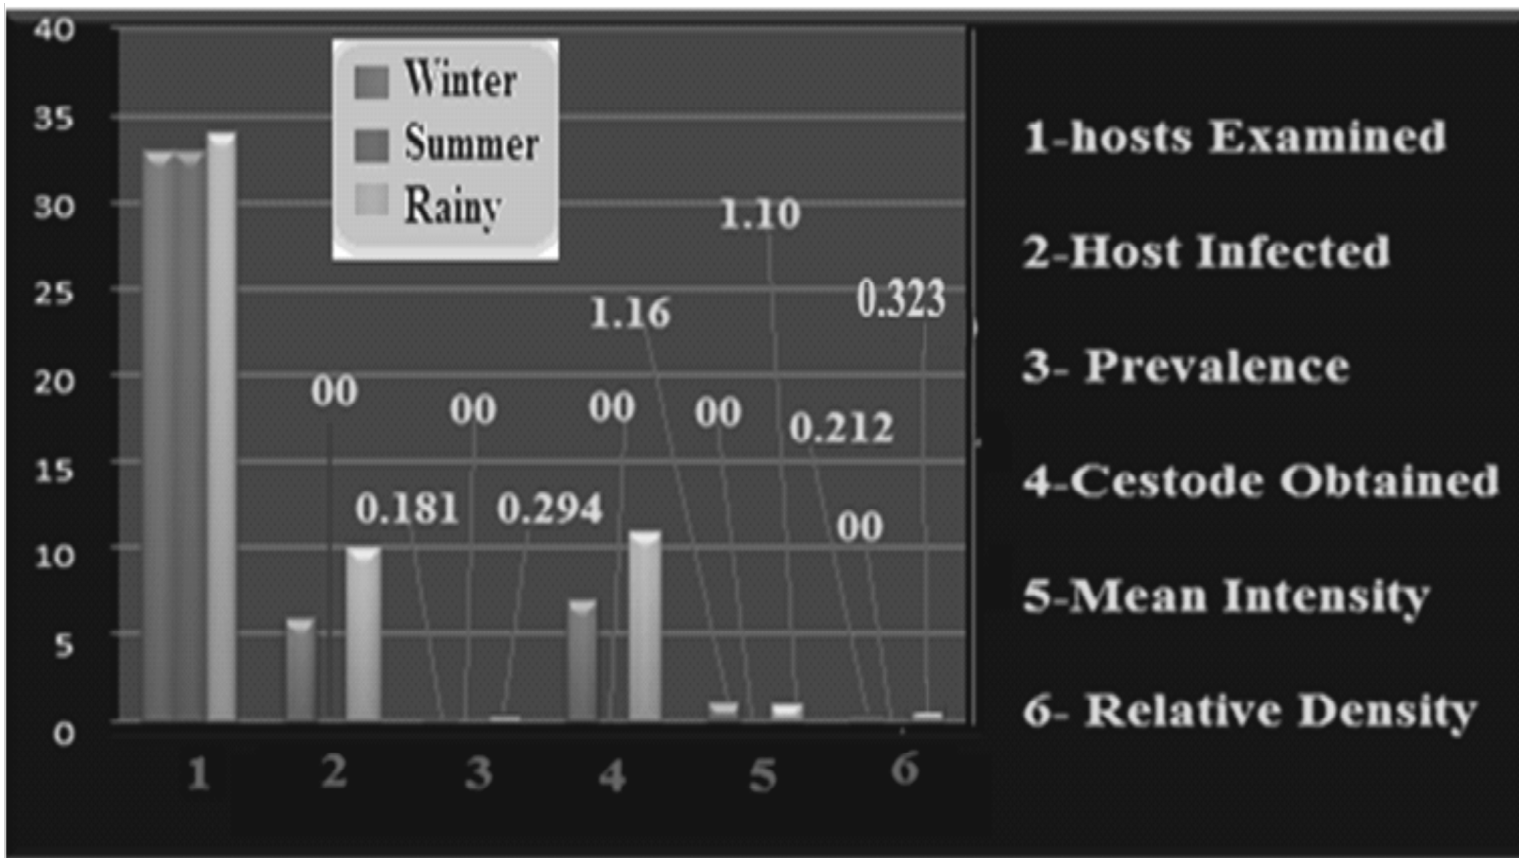 40
35
30
25
20
15
10
5
0
Winter
Summer
Rainy
1.10
0.323
1.16
00
00
00
00
0.212
0.181
0.294
00
1 2 3 4 5 6
1-hosts Examined
2-Host Infected
3- Prevalence
4-Cestode Obtained
5-Mean Intensity
6- Relative Density